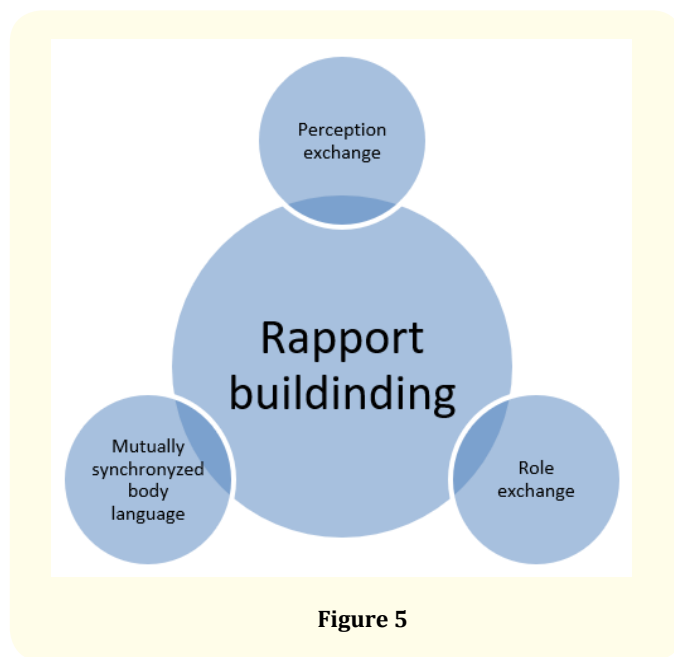 Perception
exchange
Rapport
buildinding
Mutually
synchronyzed
body
language
Role
exchange
Figure 5